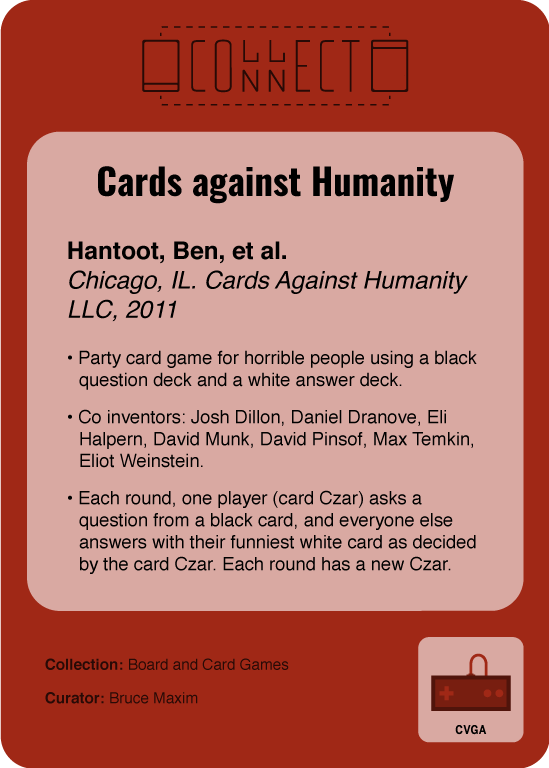 COLLECT
CONNECT
Cards against Humanity
Hantoot, Ben, et al.
Chicago, IL. Cards Against Humanity
LLC, 2011
• Party card game for horrible people using a black
question deck and a white answer deck.
• Co inventors: Josh Dillon, Daniel Dranove, Eli
Halpern, David Munk, David Pinsof, Max Temkin,
Eliot Weinstein.
• Each round, one player (card Czar) asks a
question from a black card, and everyone else
answers with their funniest white card as decided
by the card Czar. Each round has a new Czar.
Collection: Board and Card Games
Curator: Bruce Maxim
CVGA